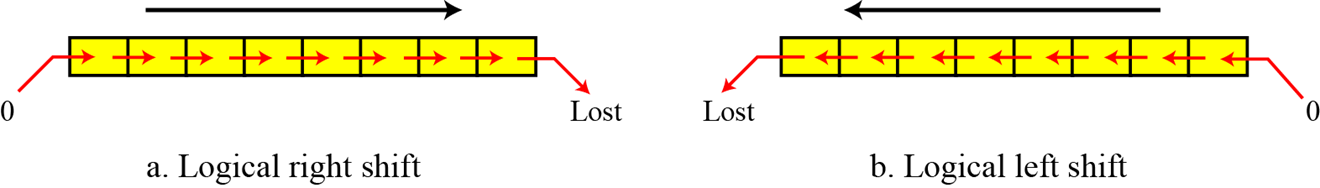 0
Lost
Lost
0
a. Logical right shift
b. Logical left shift